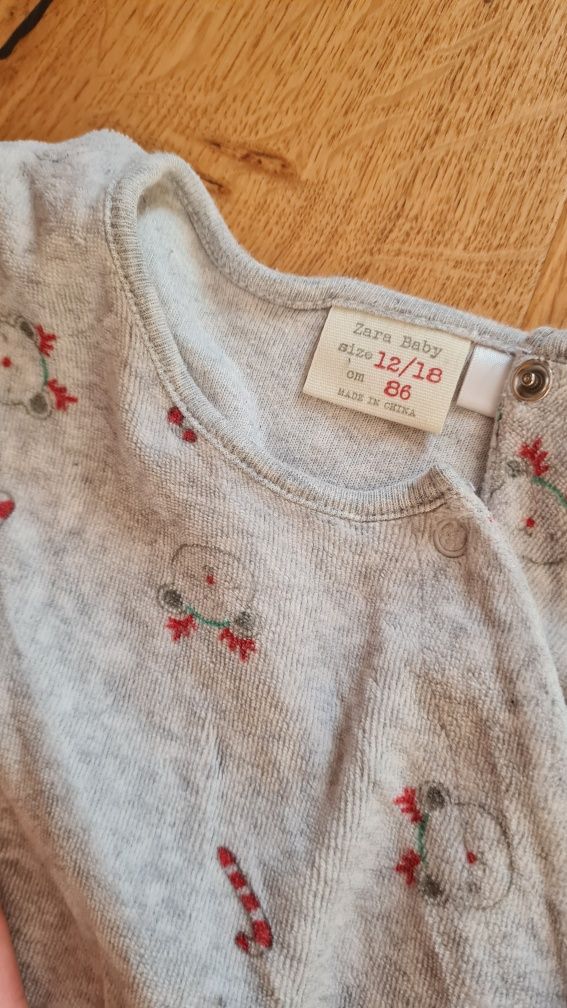 Zara Baby
size 12/18
cm 86
MADE IN CHINA